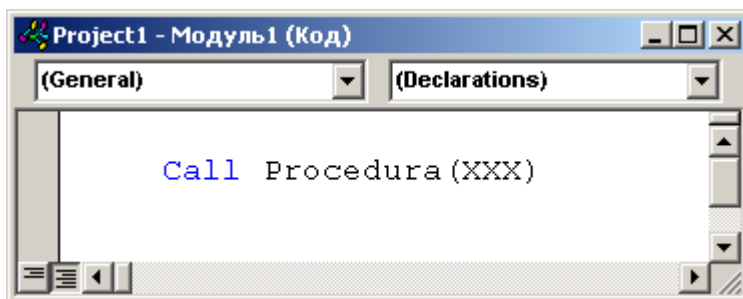 Project1 - Модуль1 (Код)
(General) (Declarations)
Call Procedura(XXX)